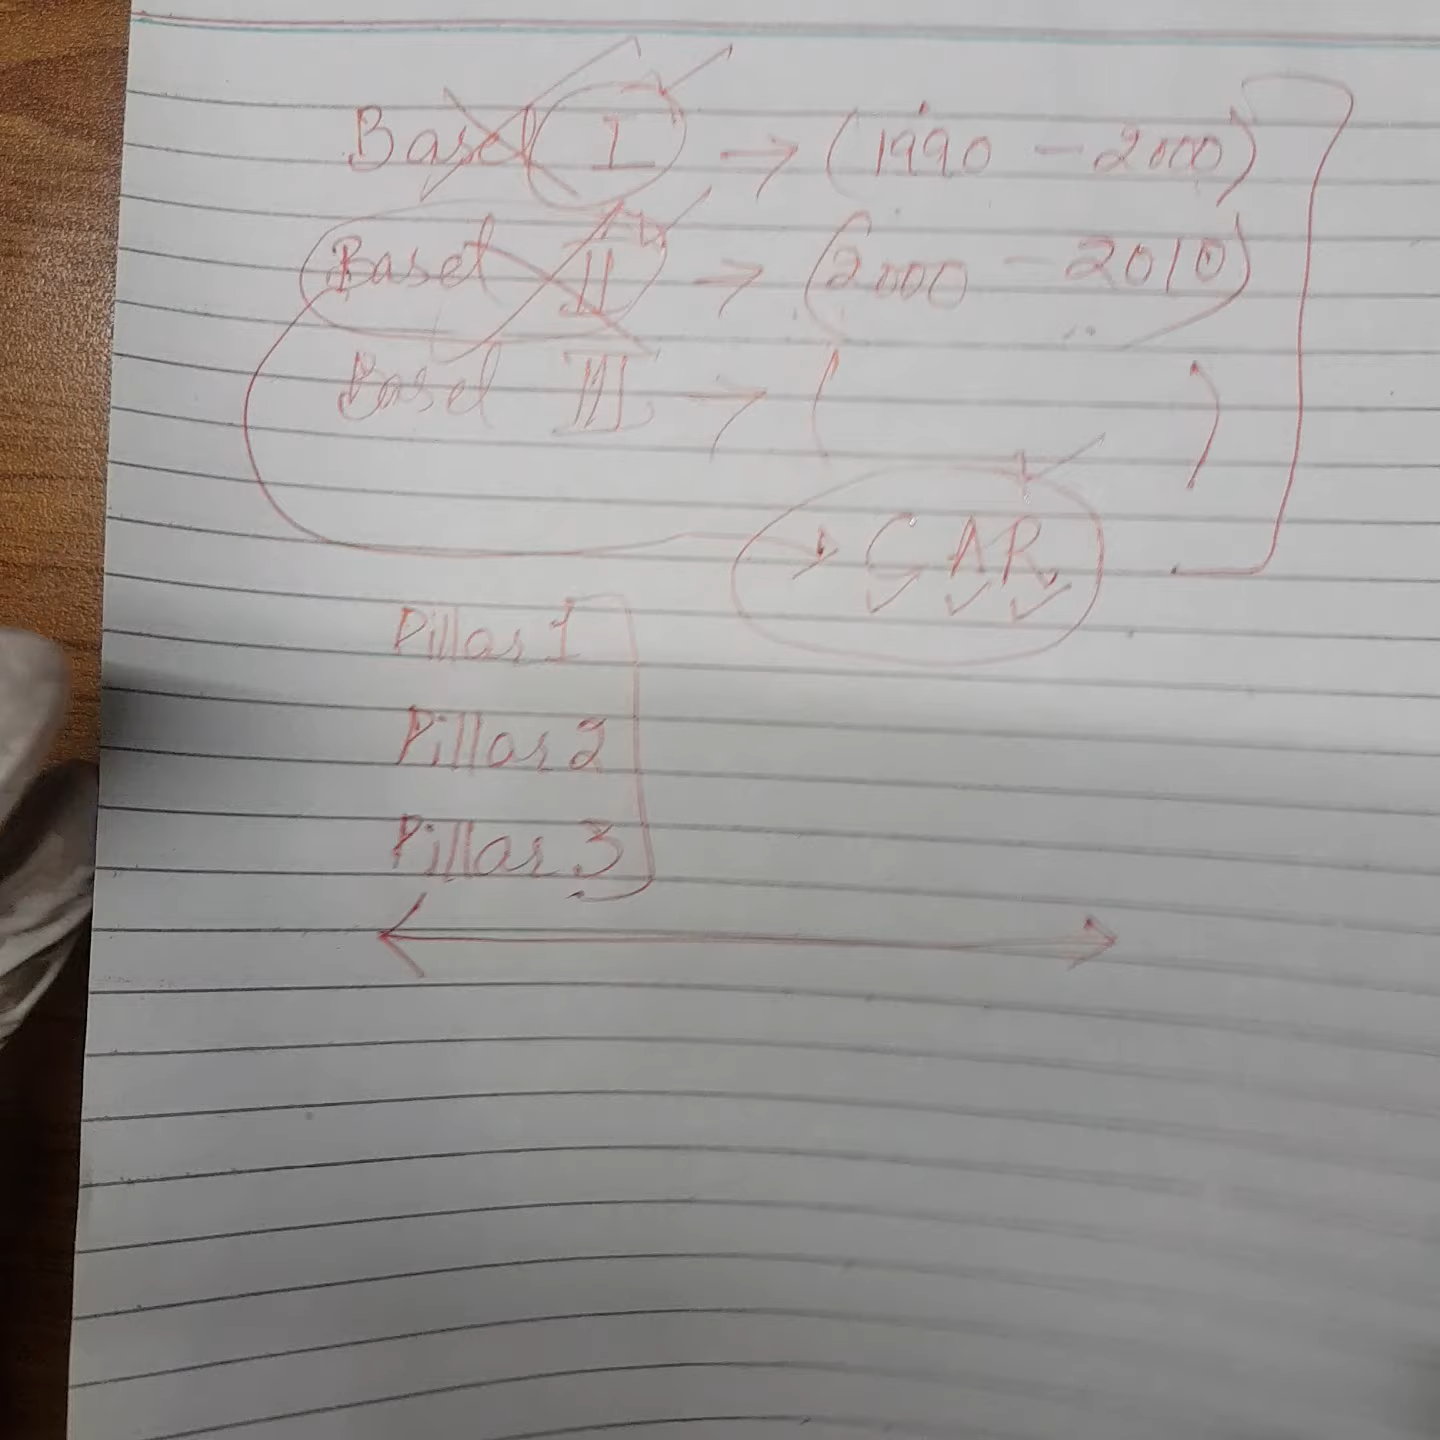 Basel I → (1990 - 2000)
Basel II → (2000 - 2010)
Basel III → ( )
→ CAR
Pillar 1
Pillar 2
Pillar 3